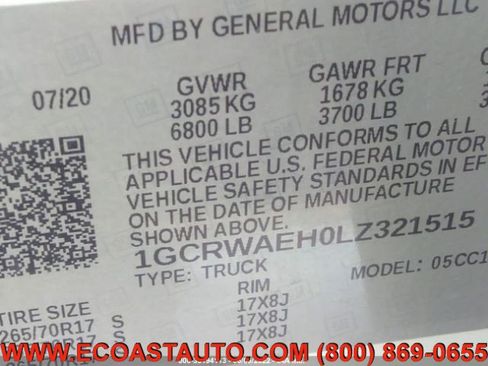 MFD BY GENERAL MOTORS LLC
07/20 GVWR GAWR FRT
3085 KG 1678 KG
6800 LB 3700 LB
THIS VEHICLE CONFORMS TO ALL
APPLICABLE U.S. FEDERAL MOTOR
VEHICLE SAFETY STANDARDS IN EF
ON THE DATE OF MANUFACTURE
SHOWN ABOVE.
1GCRWAEH0LZ321515
TYPE: TRUCK MODEL: 05CC1
TIRE SIZE RIM
265/70R17 S 17X8J
S 17X8J
17X8J
WWW.ECOASTAUTO.COM (800) 869-0655